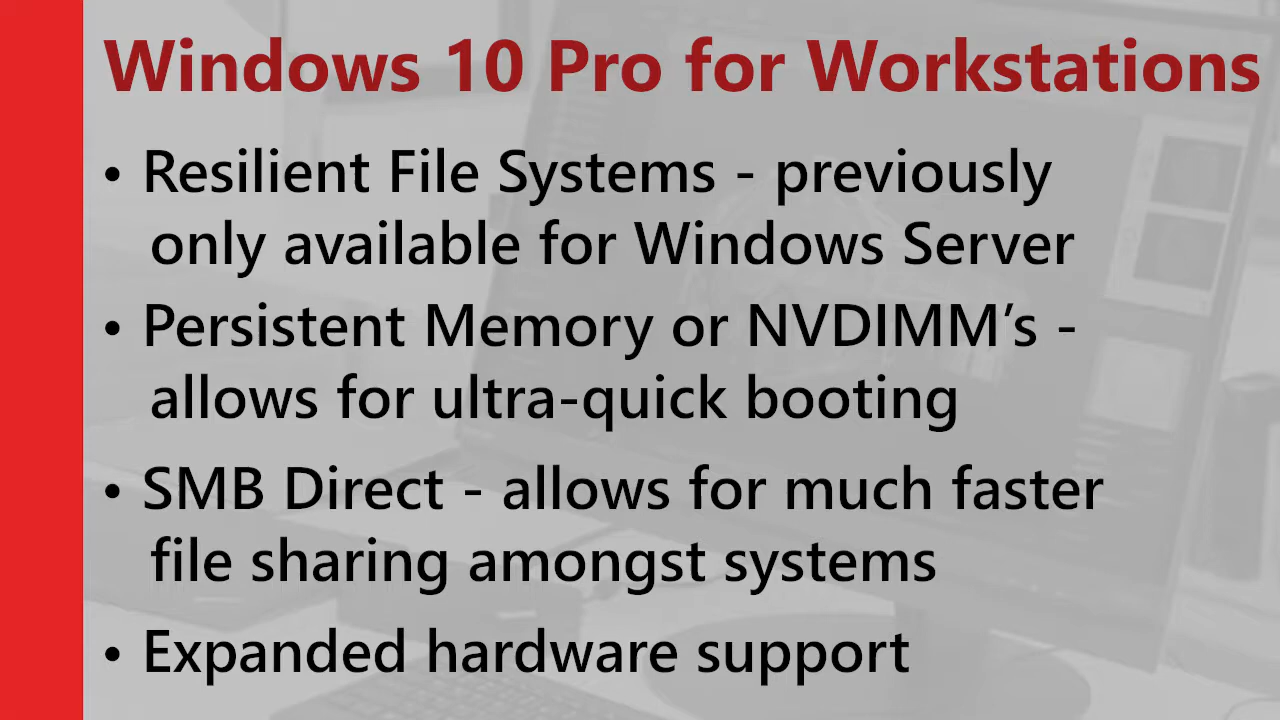 Windows 10 Pro for Workstations
• Resilient File Systems - previously
only available for Windows Server
• Persistent Memory or NVDIMM’s -
allows for ultra-quick booting
• SMB Direct - allows for much faster
file sharing amongst systems
• Expanded hardware support